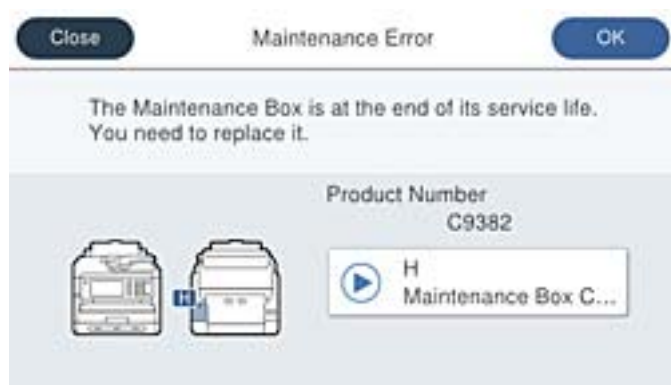 Close
Maintenance Error
OK
The Maintenance Box is at the end of its service life.
You need to replace it.
Product Number
C9382
H
H
Maintenance Box C...